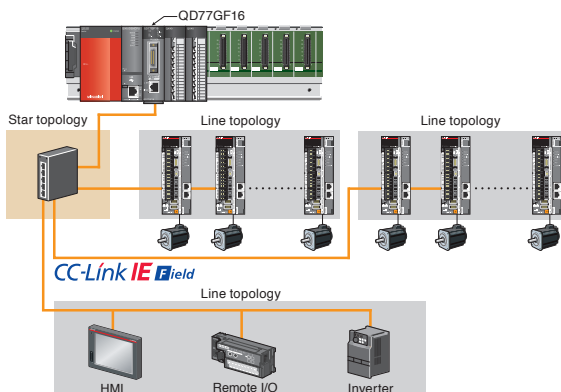 QD77GF16
Star topology
Line topology
Line topology
CC-Link IE Field
Line topology
HMI
Remote I/O
Inverter